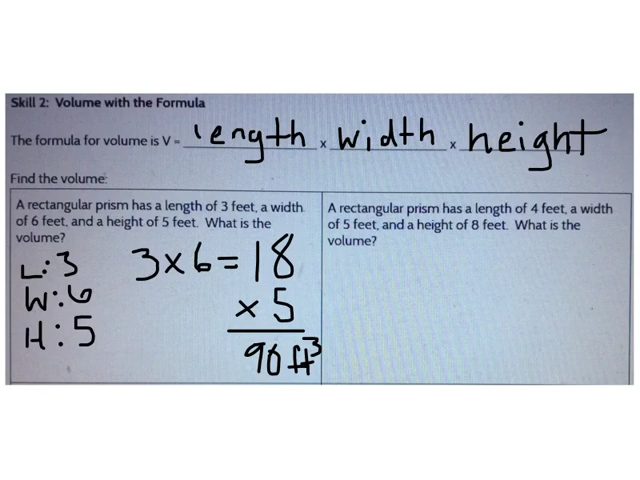 Skill 2: Volume with the Formula
The formula for volume is V = length x width x height
Find the volume:
A rectangular prism has a length of 3 feet, a width
of 6 feet, and a height of 5 feet. What is the
volume?
L: 3
W: 6
H: 5
3 x 6 = 18
x 5
90 ft³
A rectangular prism has a length of 4 feet, a width
of 5 feet, and a height of 8 feet. What is the
volume?